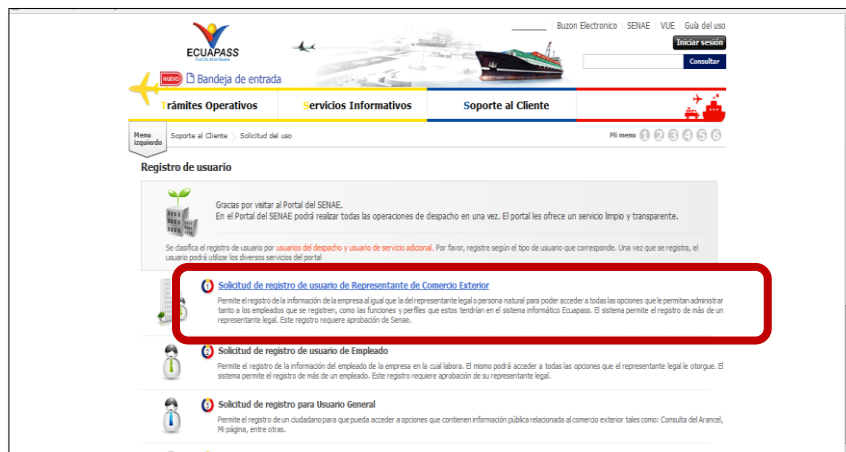 Buzon Electronico | SENAE | VUE | Guía del uso
Iniciar sesión
Consultar
ECUAPASS
NUEVO Bandeja de entrada
Trámites Operativos
Servicios Informativos
Soporte al Cliente
Menu izquierdo
Soporte al Cliente > Solicitud del uso
Mi menu 1 2 3 4 5 6
Registro de usuario
Gracias por visitar al Portal del SENAE.
En el Portal del SENAE podrá realizar todas las operaciones de despacho en una vez. El portal les ofrece un servicio limpio y transparente.
Se clasifica el registro de usuario por usuarios del despacho y usuario de servicio adicional. Por favor, registre según el tipo de usuario que corresponde. Una vez que se registra, el
usuario podrá utilizar los diversos servicios del portal
1 Solicitud de registro de usuario de Representante de Comercio Exterior
Permite el registro de la información de la empresa al igual que la del representante legal o persona natural para poder acceder a todas las opciones que le permitan administrar
tanto a los empleados que se registren, como las funciones y perfiles que estos tendrían en el sistema informático Ecuapass. El sistema permite el registro de más de un
representante legal. Este registro requiere aprobación de Senae.
2 Solicitud de registro de usuario de Empleado
Permite el registro de la información del empleado de la empresa en la cual labora. El mismo podrá acceder a todas las opciones que el representante legal le otorgue. El
sistema permite el registro de más de un empleado. Este registro requiere aprobación de su representante legal.
3 Solicitud de registro para Usuario General
Permite el registro de un ciudadano para que pueda acceder a opciones que contienen información pública relacionada al comercio exterior tales como: Consulta del Arancel,
Mi página, entre otras.